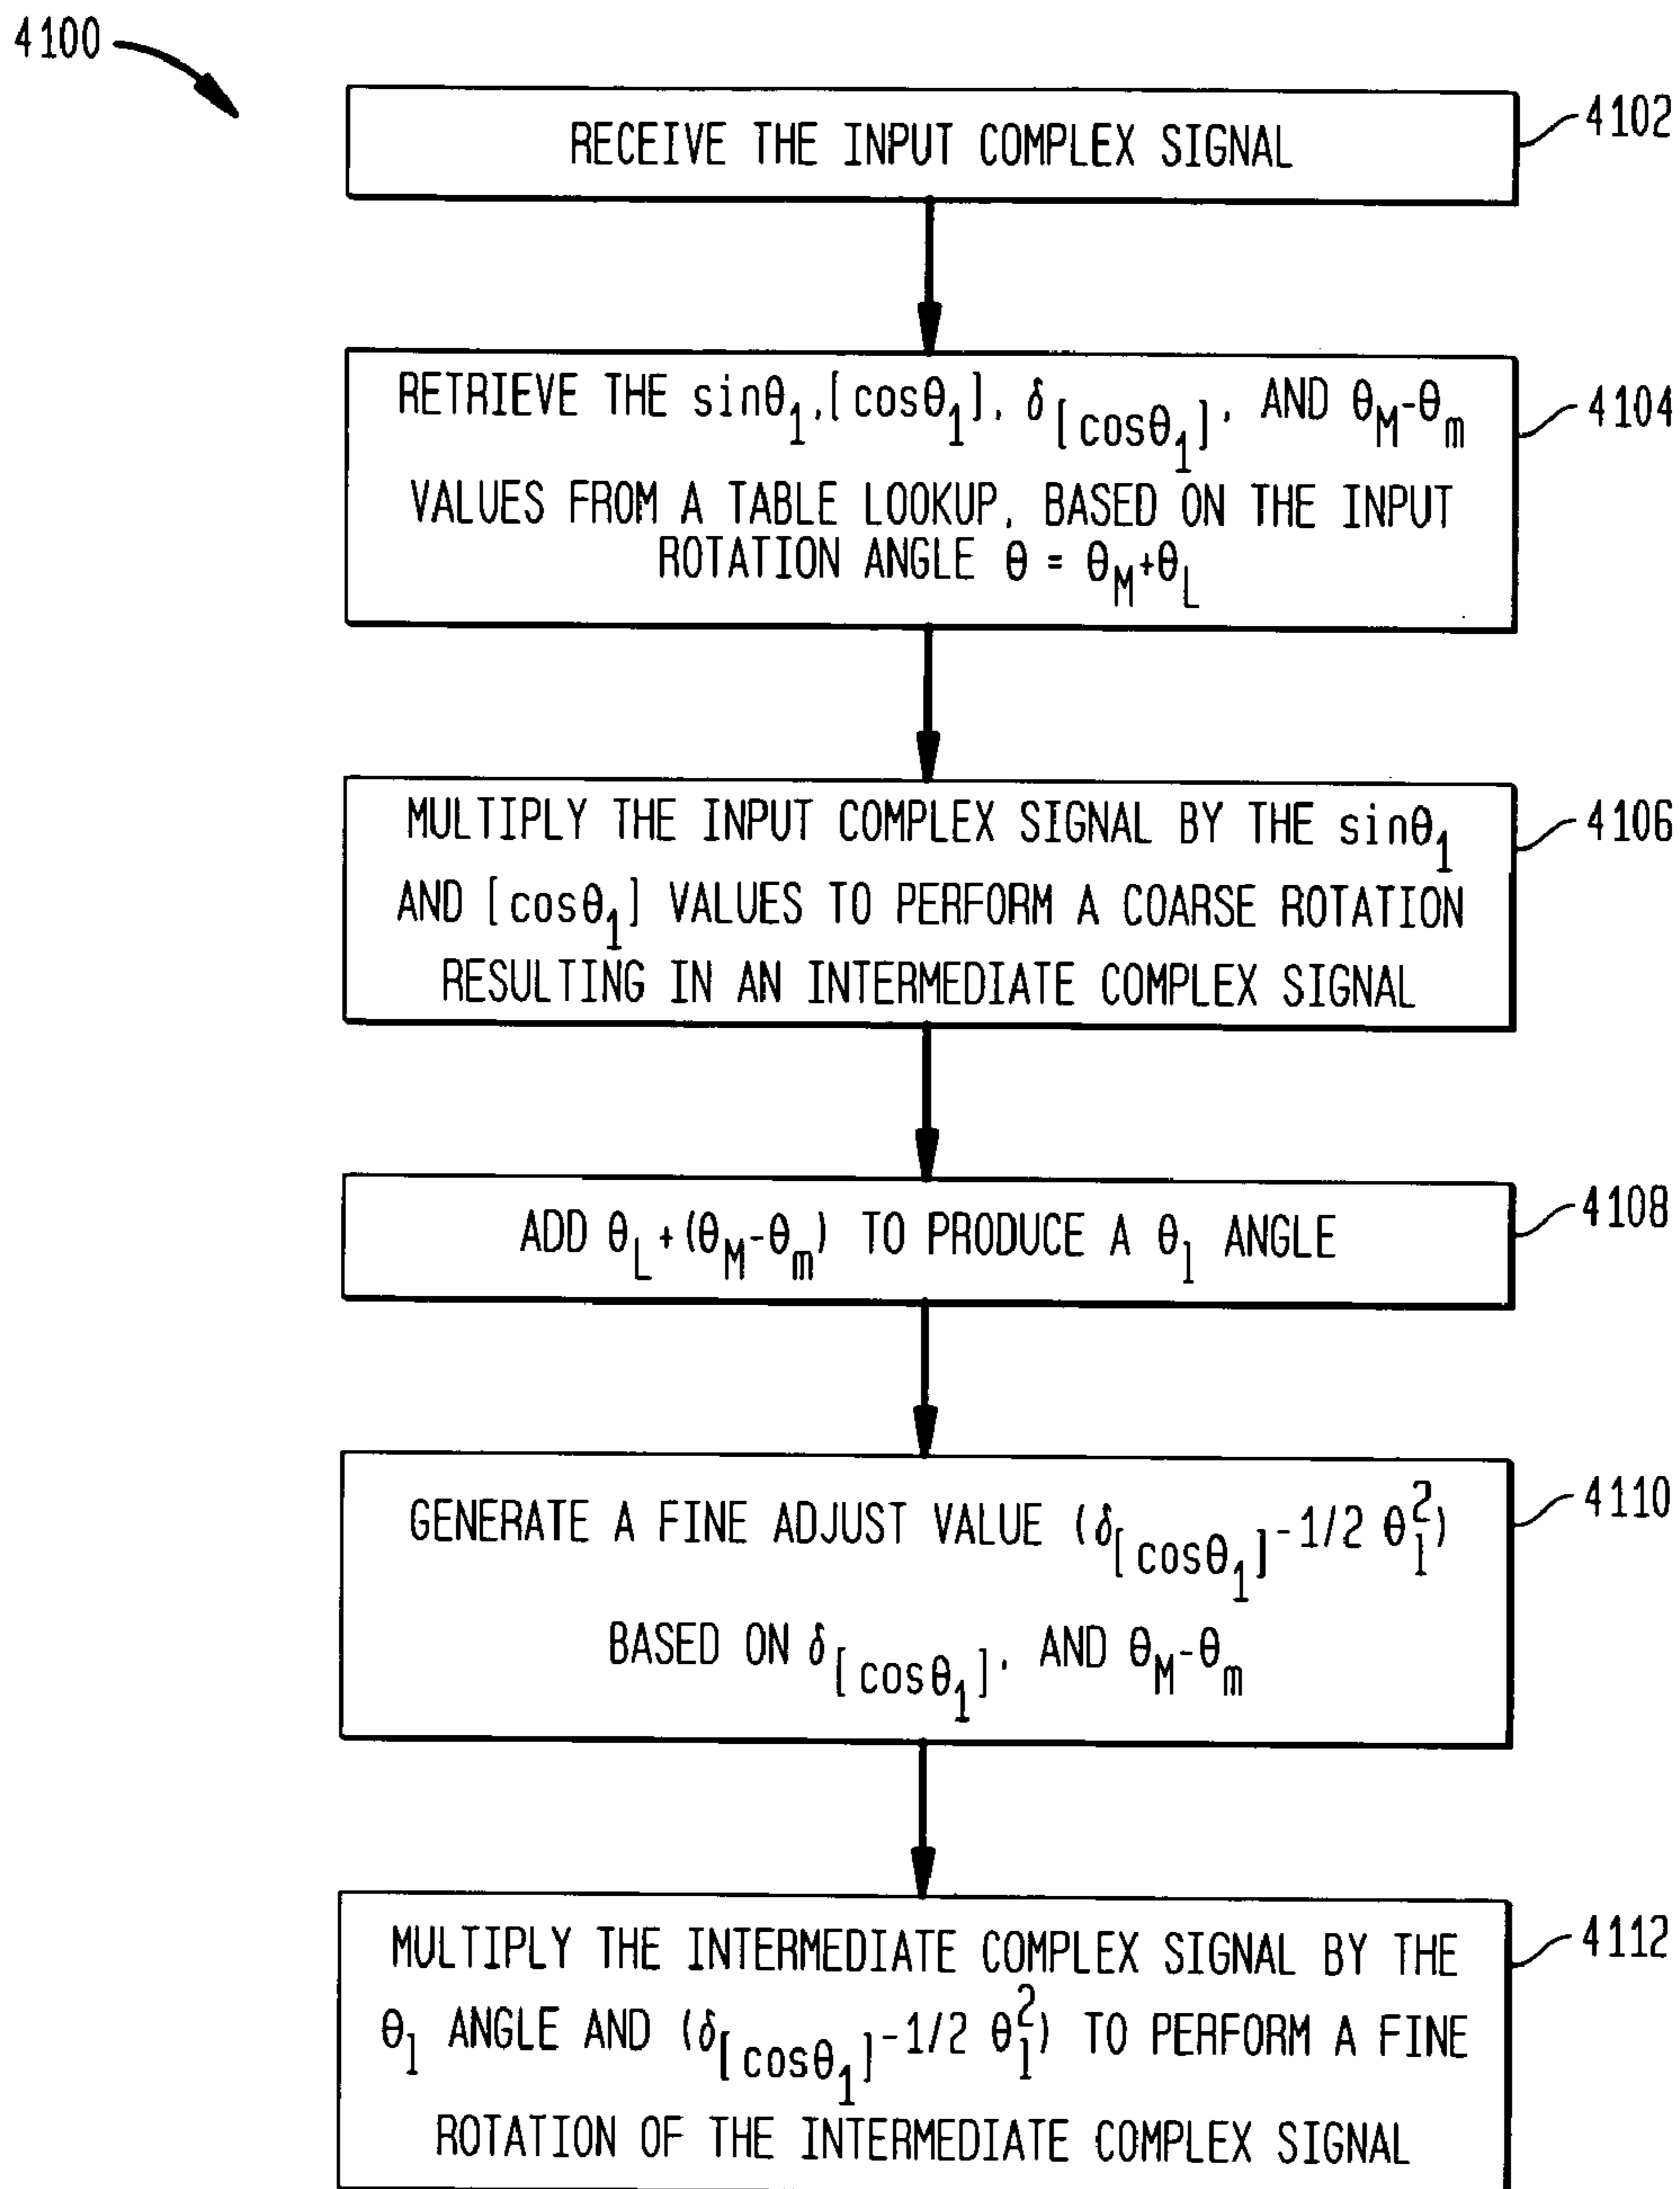 4100
RECEIVE THE INPUT COMPLEX SIGNAL
4102
RETRIEVE THE sinθ₁, [cosθ₁], δ[cosθ₁], AND θM-θm
VALUES FROM A TABLE LOOKUP, BASED ON THE INPUT
ROTATION ANGLE θ = θM+θL
4104
MULTIPLY THE INPUT COMPLEX SIGNAL BY THE sinθ₁
AND [cosθ₁] VALUES TO PERFORM A COARSE ROTATION
RESULTING IN AN INTERMEDIATE COMPLEX SIGNAL
4106
ADD θL+(θM-θm) TO PRODUCE A θl ANGLE
4108
GENERATE A FINE ADJUST VALUE (δ[cosθ₁]-1/2 θl²)
BASED ON δ[cosθ₁], AND θM-θm
4110
MULTIPLY THE INTERMEDIATE COMPLEX SIGNAL BY THE
θl ANGLE AND (δ[cosθ₁]-1/2 θl²) TO PERFORM A FINE
ROTATION OF THE INTERMEDIATE COMPLEX SIGNAL
4112